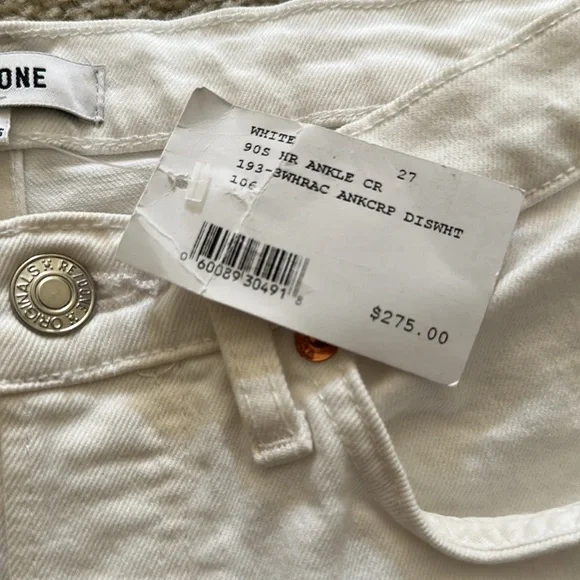 ONE
WHITE 27
90S HR ANKLE CR
193-3WHRAC ANKCRP DISWHT
106
0 60089 30491 8
$275.00
RE/DONE & ORIGINALS &